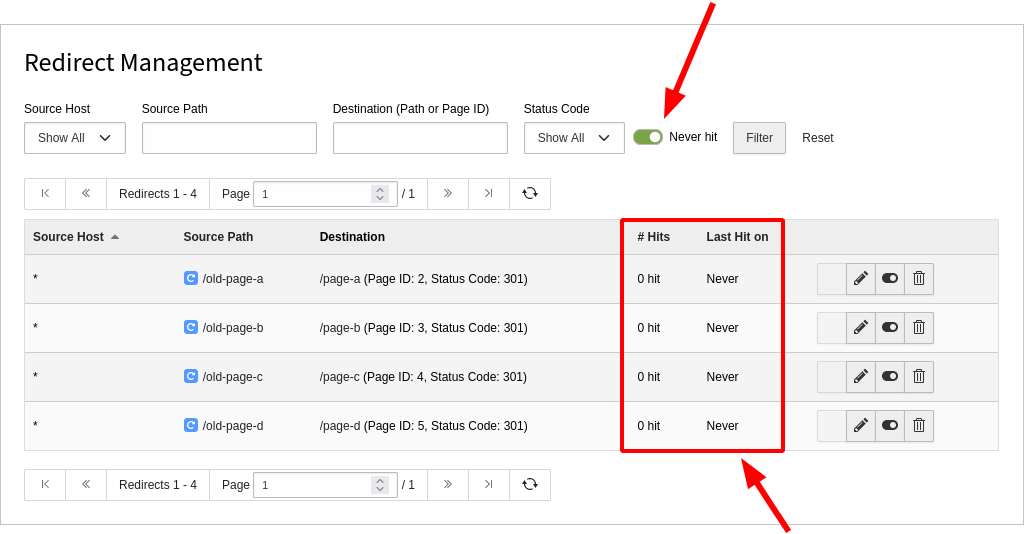 Redirect Management
Source Host Source Path Destination (Path or Page ID) Status Code
Show All Show All Never hit Filter Reset
Redirects 1 - 4 Page 1 / 1
Source Host Source Path Destination # Hits Last Hit on
* /old-page-a /page-a (Page ID: 2, Status Code: 301) 0 hit Never
* /old-page-b /page-b (Page ID: 3, Status Code: 301) 0 hit Never
* /old-page-c /page-c (Page ID: 4, Status Code: 301) 0 hit Never
* /old-page-d /page-d (Page ID: 5, Status Code: 301) 0 hit Never
Redirects 1 - 4 Page 1 / 1